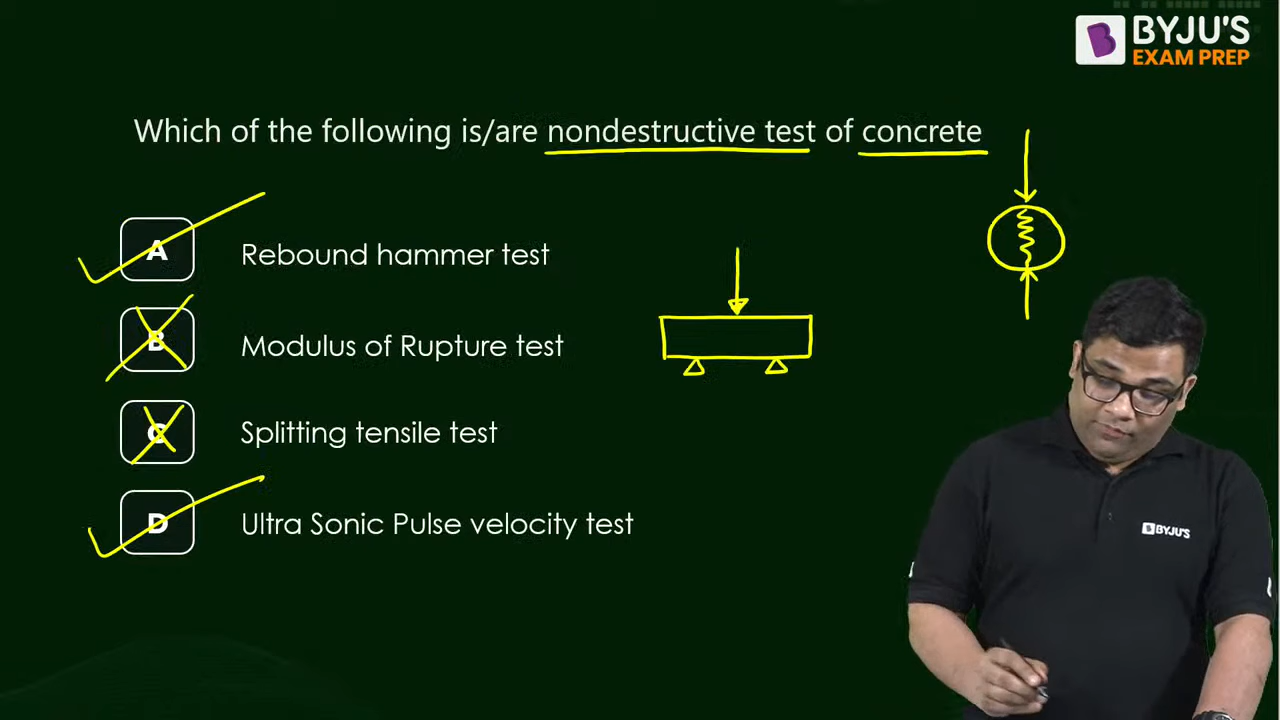 BYJU'S
EXAM PREP
Which of the following is/are nondestructive test of concrete
A Rebound hammer test
B Modulus of Rupture test
C Splitting tensile test
D Ultra Sonic Pulse velocity test
BYJU'S